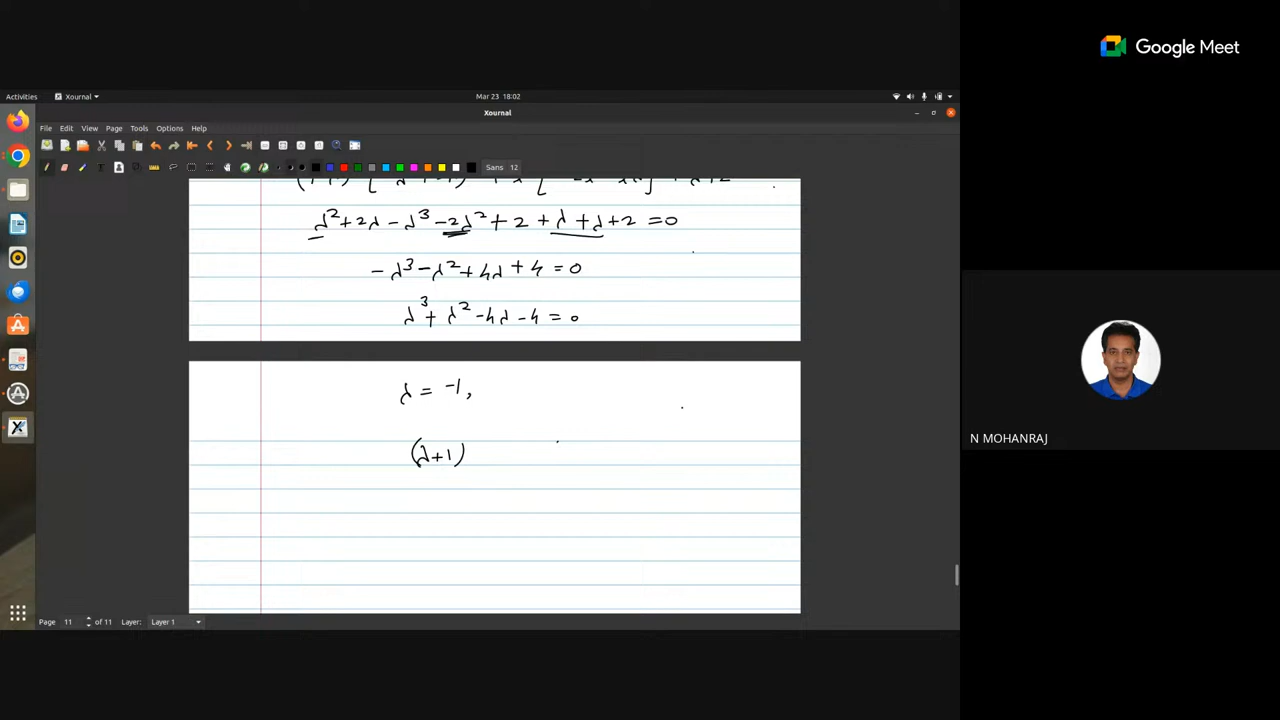 Google Meet
Activities Xournal Mar 23 18:02
Xournal
File Edit View Page Tools Options Help
Sans 12
λ² + 2λ - λ³ - 2λ² + 2 + λ + λ + 2 = 0
- λ³ - λ² + 4λ + 4 = 0
λ³ + λ² - 4λ - 4 = 0
λ = -1,
(λ+1)
N MOHANRAJ
Page 11 of 11 Layer: Layer 1